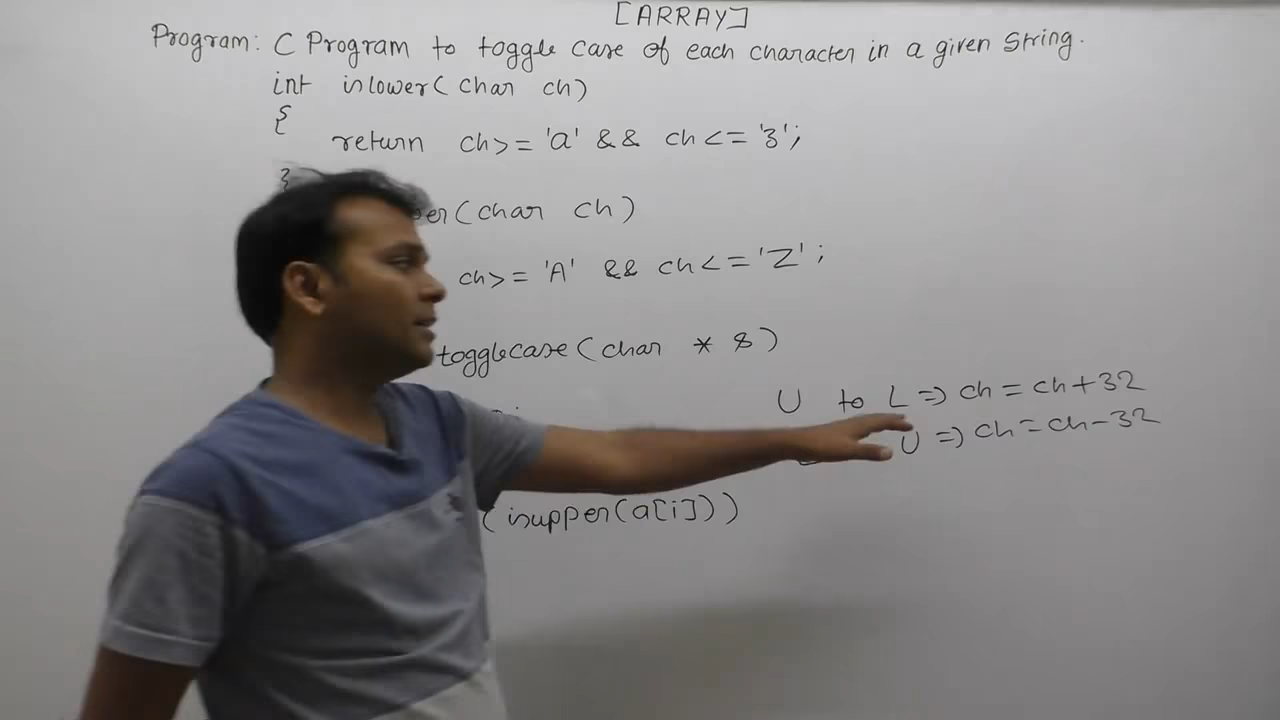 [ARRAY]
Program: C Program to toggle case of each character in a given string.
int islower(char ch)
{
return ch>= 'a' && ch<= 'z';
}
per(char ch)
ch>= 'A' && ch<= 'Z';
togglecase(char * s)
U to L => ch = ch+32
U => ch = ch-32
(isupper(a[i]))